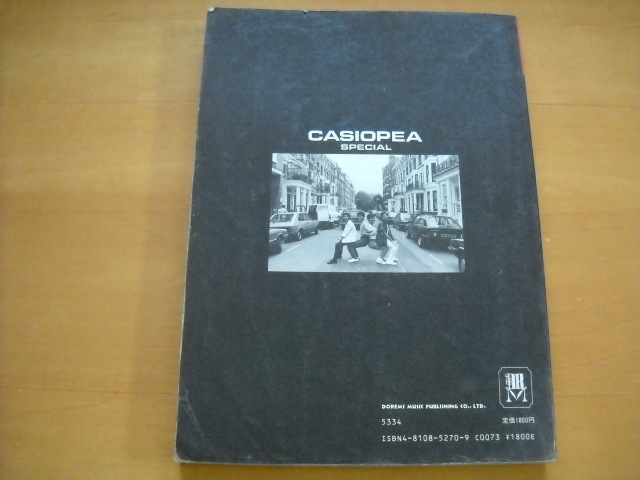 CASIOPEA
SPECIAL
DRM
DOREMI MUSIC PUBLISHING CO., LTD.
5334 定価1800円
ISBN4-8108-5270-9 C0073 ¥1800E